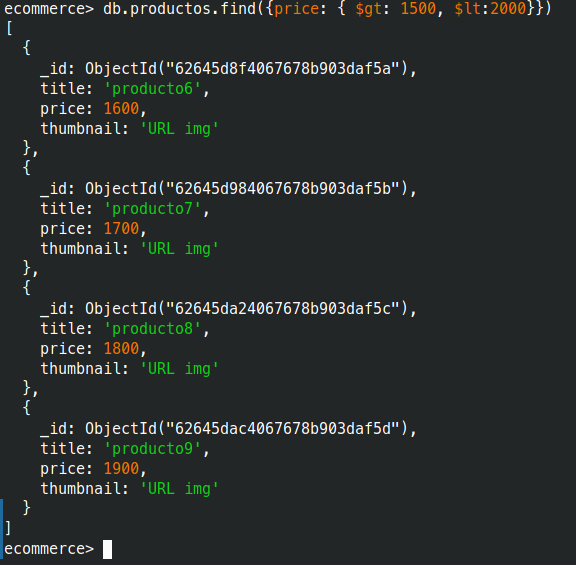 ecommerce> db.productos.find({price: { $gt: 1500, $lt:2000}})
[
  {
    _id: ObjectId("62645d8f4067678b903daf5a"),
    title: 'producto6',
    price: 1600,
    thumbnail: 'URL img'
  },
  {
    _id: ObjectId("62645d984067678b903daf5b"),
    title: 'producto7',
    price: 1700,
    thumbnail: 'URL img'
  },
  {
    _id: ObjectId("62645da24067678b903daf5c"),
    title: 'producto8',
    price: 1800,
    thumbnail: 'URL img'
  },
  {
    _id: ObjectId("62645dac4067678b903daf5d"),
    title: 'producto9',
    price: 1900,
    thumbnail: 'URL img'
  }
]
ecommerce>